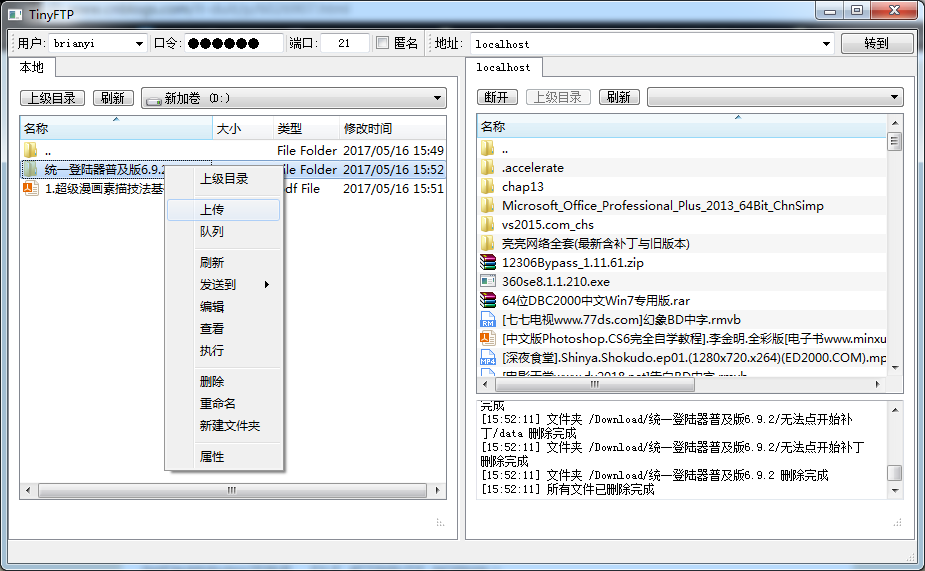 TinyFTP
用户: brianyi 口令: ●●●●●● 端口: 21 匿名 地址: localhost 转到
本地
上级目录 刷新 新加卷 (D:)
名称 大小 类型 修改时间
.. File Folder 2017/05/16 15:49
统一登陆器普及版6.9.2 File Folder 2017/05/16 15:52
1.超级漫画素描技法基 df File 2017/05/16 15:51
上级目录
上传
队列
刷新
发送到
编辑
查看
执行
删除
重命名
新建文件夹
属性
localhost
断开 上级目录 刷新
名称
..
.accelerate
chap13
Microsoft_Office_Professional_Plus_2013_64Bit_ChnSimp
vs2015.com_chs
亮亮网络全套(最新含补丁与旧版本)
12306Bypass_1.11.61.zip
360se8.1.1.210.exe
64位DBC2000中文Win7专用版.rar
[七七电视www.77ds.com]幻象BD中字.rmvb
[中文版Photoshop.CS6完全自学教程].李金明.全彩版[电子书www.minxu
[深夜食堂].Shinya.Shokudo.ep01.(1280x720.x264)(ED2000.COM).mp
[电影天堂www.dy2018.net]告白BD中字.rmvb
完成
[15:52:11] 文件夹 /Download/统一登陆器普及版6.9.2/无法点开始补
丁/data 删除完成
[15:52:11] 文件夹 /Download/统一登陆器普及版6.9.2/无法点开始补丁
删除完成
[15:52:11] 文件夹 /Download/统一登陆器普及版6.9.2 删除完成
[15:52:11] 所有文件已删除完成